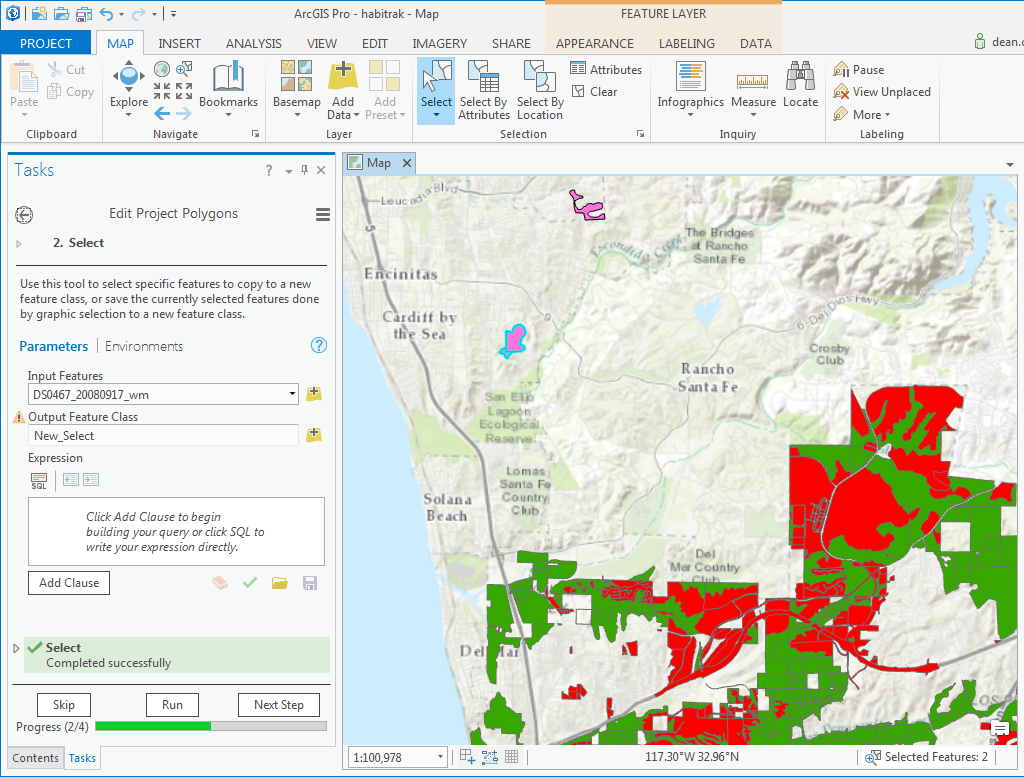 ArcGIS Pro - habitrak - Map
FEATURE LAYER
PROJECT
MAP
INSERT
ANALYSIS
VIEW
EDIT
IMAGERY
SHARE
APPEARANCE
LABELING
DATA
dean.c
Paste
Cut
Copy
Clipboard
Explore
Bookmarks
Navigate
Basemap
Add
Data
Add
Preset
Layer
Select
Select By
Attributes
Select By
Location
Attributes
Clear
Selection
Infographics
Measure
Locate
Inquiry
Pause
View Unplaced
More
Labeling
Tasks
?
Edit Project Polygons
2. Select
Use this tool to select specific features to copy to a new
feature class, or save the currently selected features done
by graphic selection to a new feature class.
Parameters
Environments
?
Input Features
DS0467_20080917_wm
Output Feature Class
New_Select
Expression
SQL
Click Add Clause to begin
building your query or click SQL to
write your expression directly.
Add Clause
Select
Completed successfully
Skip
Run
Next Step
Progress (2/4)
Contents
Tasks
Map
Leucadia Blvd
5
Encinitas
Escondido Creek
The Bridges
at Rancho
Santa Fe
Cardiff by
the Sea
6-Del Dios Hwy
9
Crosby
Club
Rancho
Santa Fe
San Elijo
Lagoon
Ecological
Reserve
Lomas
Santa Fe
Country
Club
Solana
Beach
Del
Mar Country
Club
Del Mar
1:100,978
117.30°W 32.96°N
Selected Features: 2